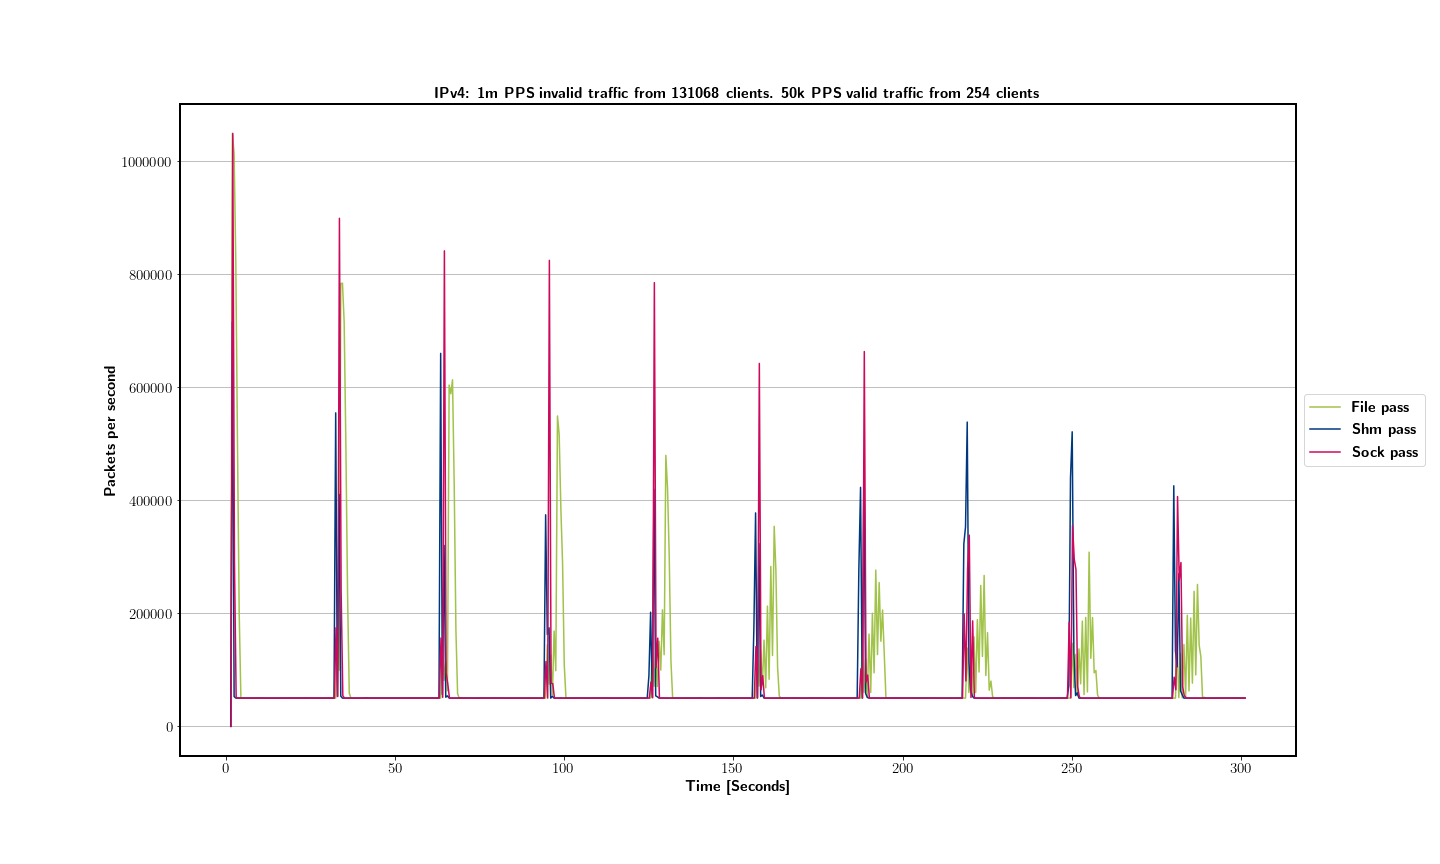 IPv4: 1m PPS invalid traffic from 131068 clients. 50k PPS valid traffic from 254 clients
Packets per second
1000000
800000
600000
400000
200000
0
0 50 100 150 200 250 300
Time [Seconds]
File pass
Shm pass
Sock pass